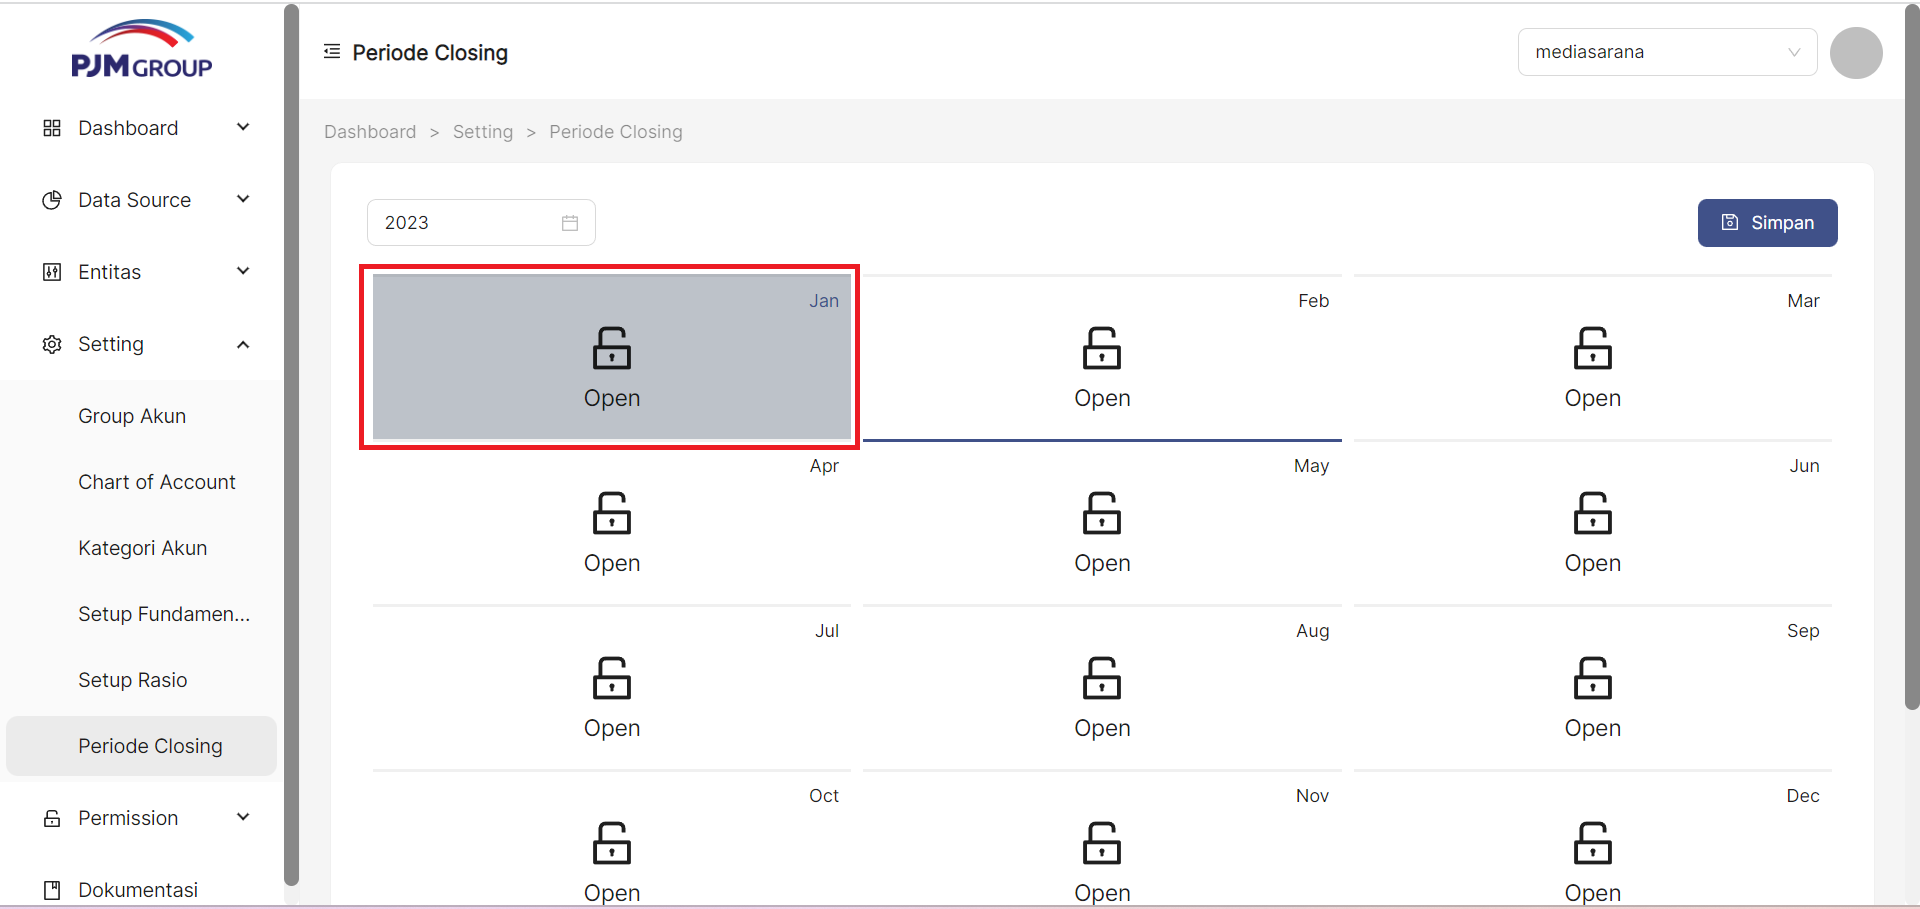 PJM GROUP
Dashboard
Data Source
Entitas
Setting
Group Akun
Chart of Account
Kategori Akun
Setup Fundamen...
Setup Rasio
Periode Closing
Permission
Dokumentasi
Periode Closing
mediasarana
Dashboard > Setting > Periode Closing
2023
Simpan
Jan
Open
Feb
Open
Mar
Open
Apr
Open
May
Open
Jun
Open
Jul
Open
Aug
Open
Sep
Open
Oct
Open
Nov
Open
Dec
Open